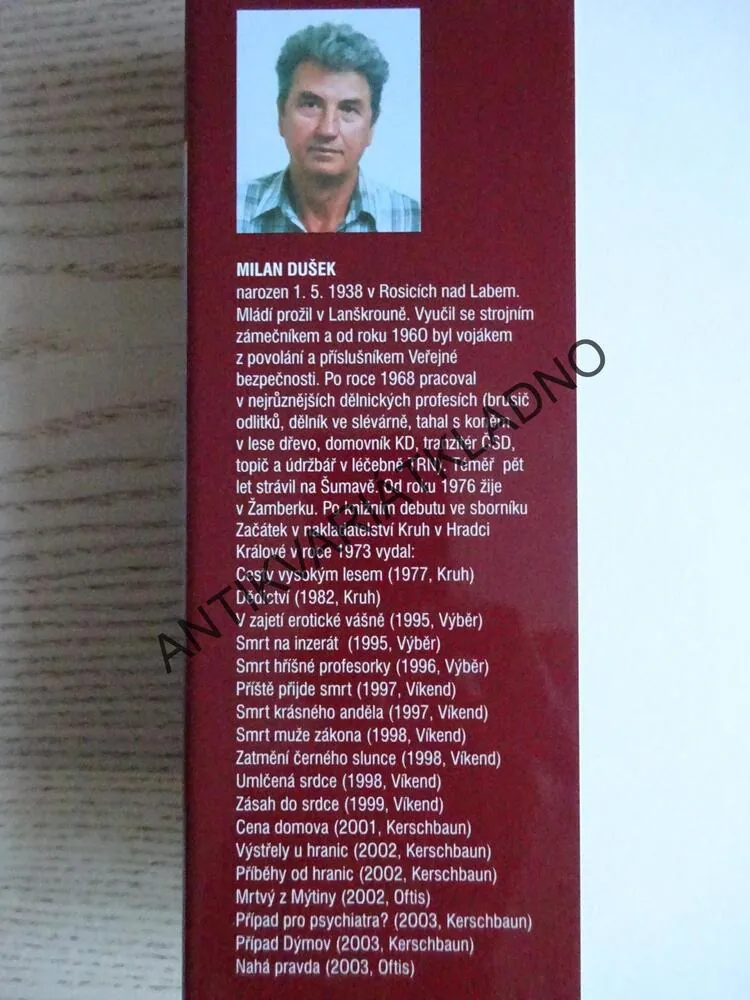 MILAN DUŠEK
narozen 1. 5. 1938 v Rosicích nad Labem.
Mládí prožil v Lanškrouně. Vyučil se strojním
zámečníkem a od roku 1960 byl vojákem
z povolání a příslušníkem Veřejné
bezpečnosti. Po roce 1968 pracoval
v nejrůznějších dělnických profesích (brusič
odlitků, dělník ve slévárně, tahal s koněm
v lese dřevo, domovník KD, tranzitér ČSD,
topič a údržbář v léčebně Téměř pět
let strávil na Šumavě. Od roku 1976 žije
v Žamberku. Po knižním debutu ve sborníku
Začátek v nakladatelství Kruh v Hradci
Králové v roce 1973 vydal:
Cesty vysokým lesem (1977, Kruh)
Dědictví (1982, Kruh)
V zajetí erotické vášně (1995, Výběr)
Smrt na inzerát (1995, Výběr)
Smrt hříšné profesorky (1996, Výběr)
Příště přijde smrt (1997, Víkend)
Smrt krásného anděla (1997, Víkend)
Smrt muže zákona (1998, Víkend)
Zatmění černého slunce (1998, Víkend)
Umlčená srdce (1998, Víkend)
Zásah do srdce (1999, Víkend)
Cena domova (2001, Kerschbaun)
Výstřely u hranic (2002, Kerschbaun)
Příběhy od hranic (2002, Kerschbaun)
Mrtvý z Mýtiny (2002, Oftis)
Případ pro psychiatra? (2003, Kerschbaun)
Případ Dýmov (2003, Kerschbaun)
Nahá pravda (2003, Oftis)
ANTIKVARIÁTKLADNO